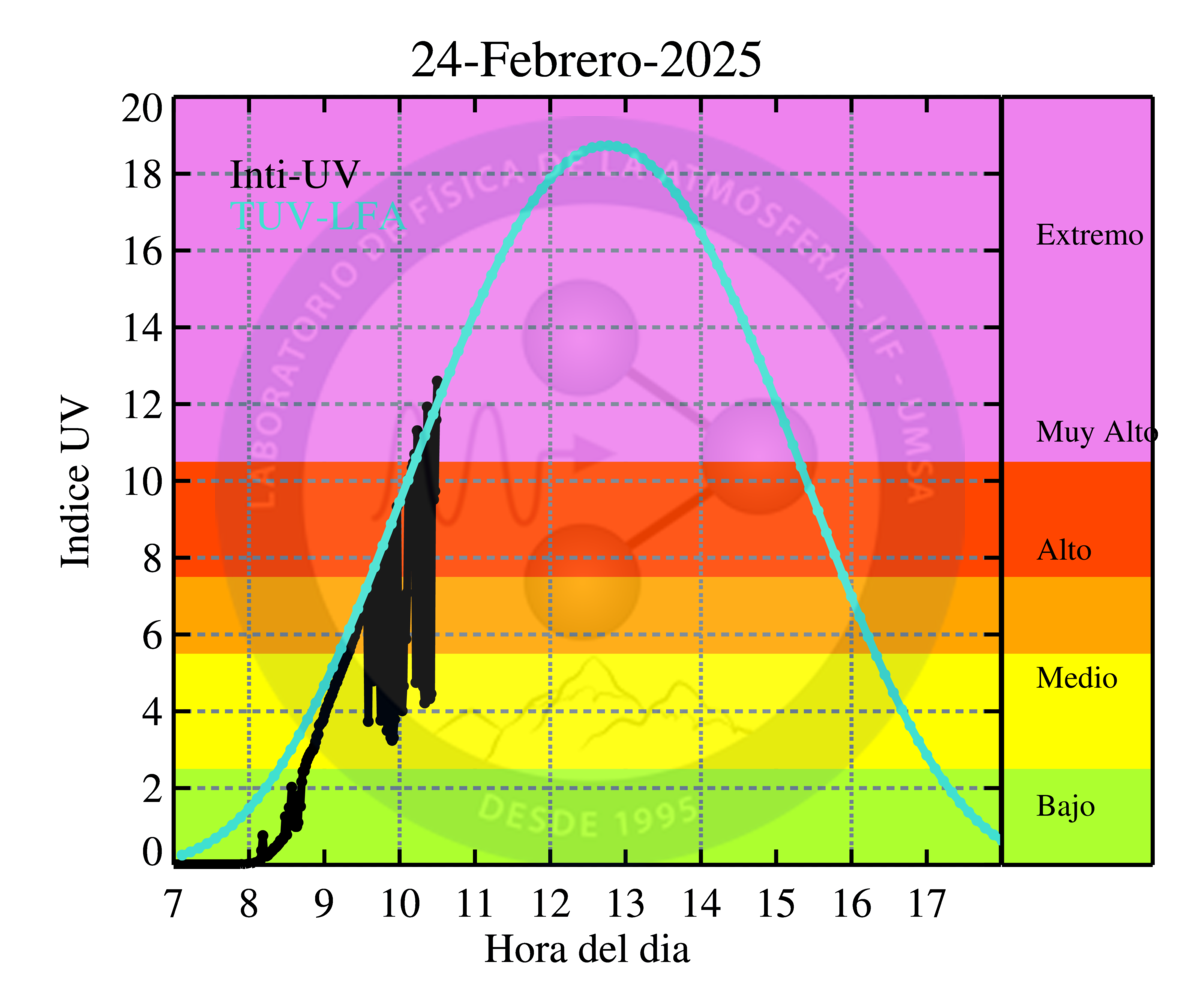 24-Febrero-2025
Inti-UV
TUV-LFA
LABORATORIO DE FÍSICA DE LA ATMÓSFERA - IIF - UMSA
DESDE 1995
Indice UV
20
18
16
14
12
10
8
6
4
2
0
Extremo
Muy Alto
Alto
Medio
Bajo
7 8 9 10 11 12 13 14 15 16 17
Hora del dia